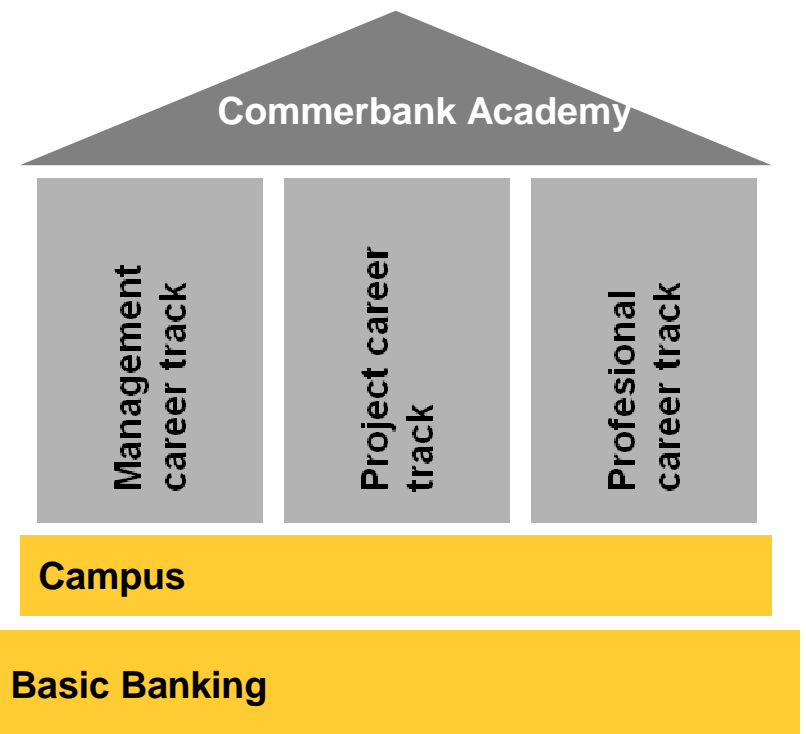 Commerbank Academy
Management
career track
Project career
track
Profesional
career track
Campus
Basic Banking